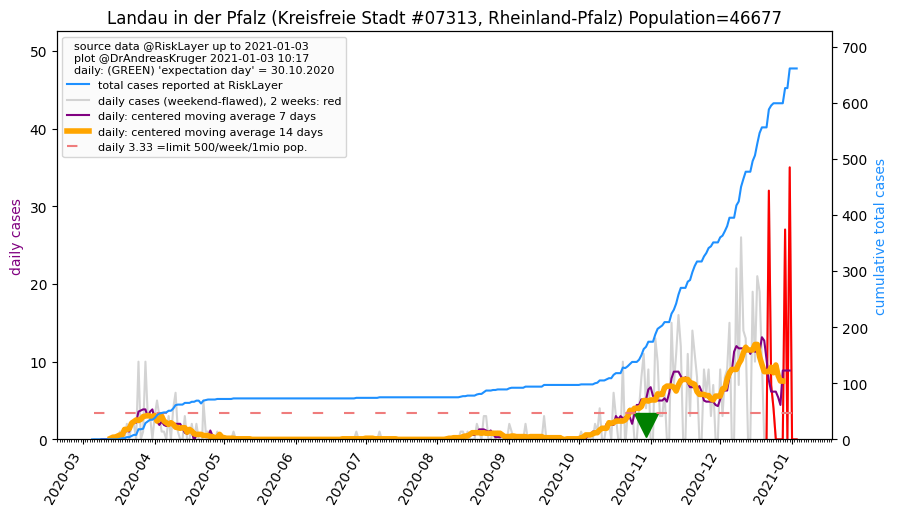 Landau in der Pfalz (Kreisfreie Stadt #07313, Rheinland-Pfalz) Population=46677
source data @RiskLayer up to 2021-01-03
plot @DrAndreasKruger 2021-01-03 10:17
daily: (GREEN) 'expectation day' = 30.10.2020
total cases reported at RiskLayer
daily cases (weekend-flawed), 2 weeks: red
daily: centered moving average 7 days
daily: centered moving average 14 days
daily 3.33 =limit 500/week/1mio pop.
daily cases
50
40
30
20
10
0
cumulative total cases
700
600
500
400
300
200
100
0
2020-03
2020-04
2020-05
2020-06
2020-07
2020-08
2020-09
2020-10
2020-11
2020-12
2021-01